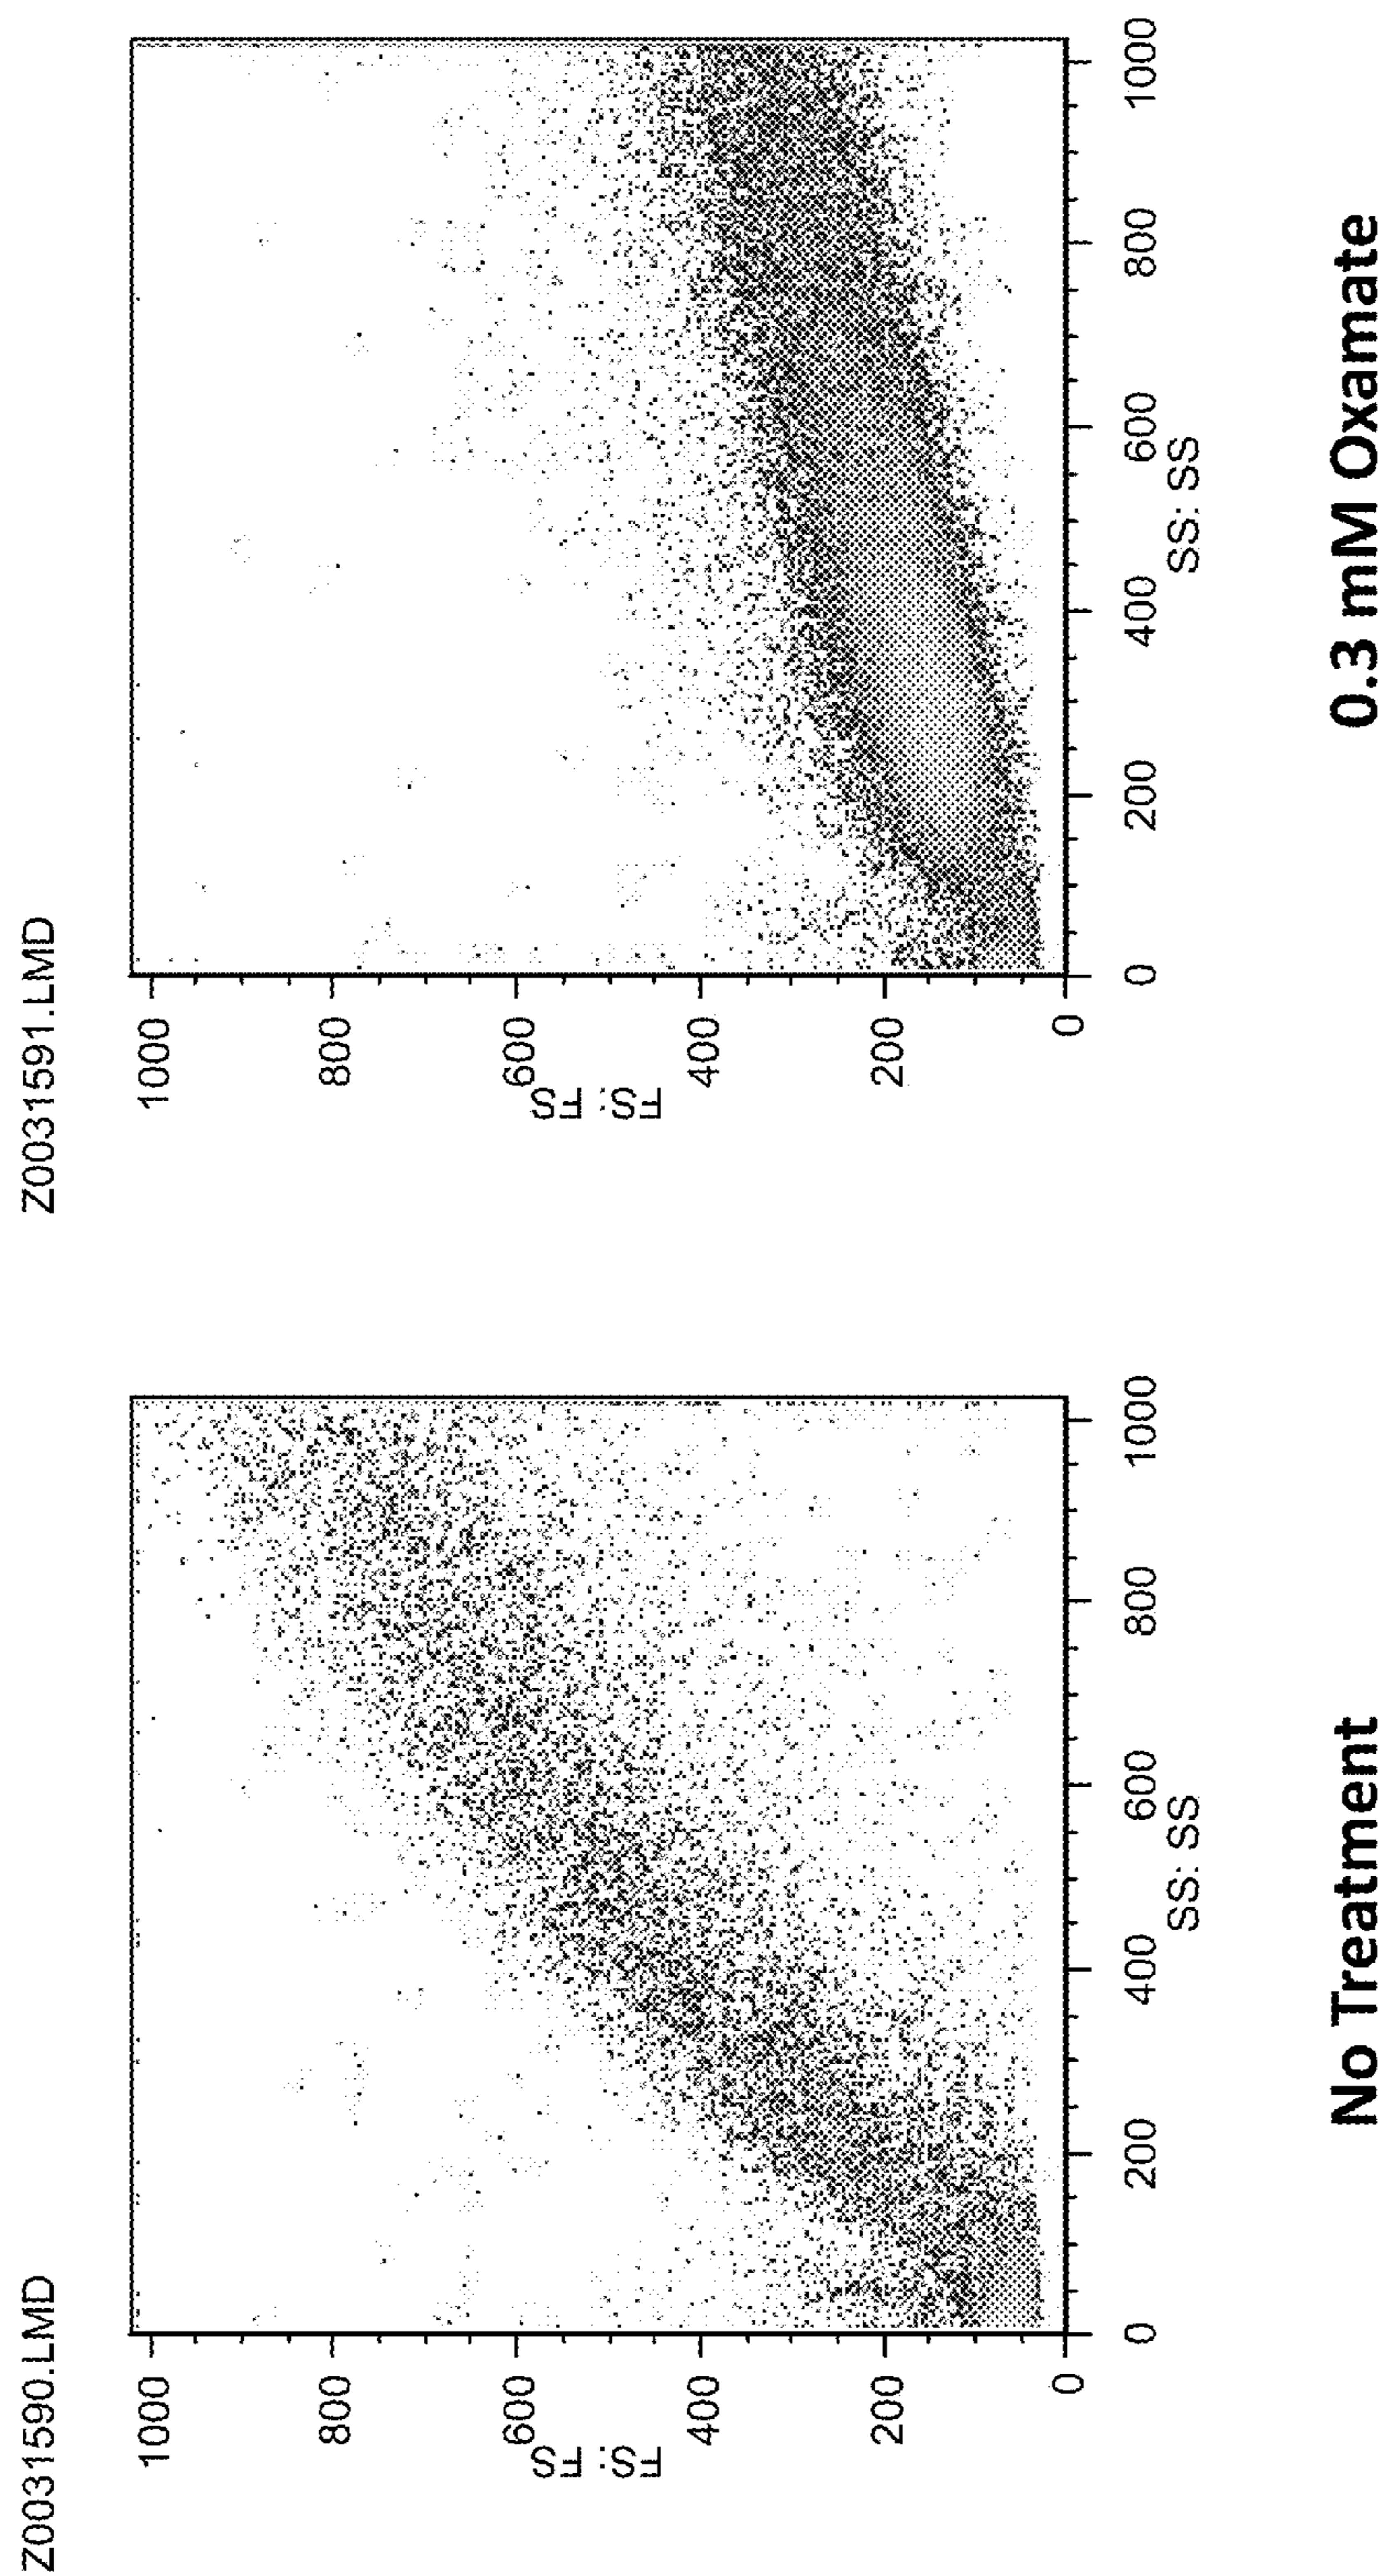 Z0031590.LMD
1000
800
600
400
200
0
FS: FS
0 200 400 600 800 1000
SS: SS
No Treatment
Z0031591.LMD
1000
800
600
400
200
0
FS: FS
0 200 400 600 800 1000
SS: SS
0.3 mM Oxamate